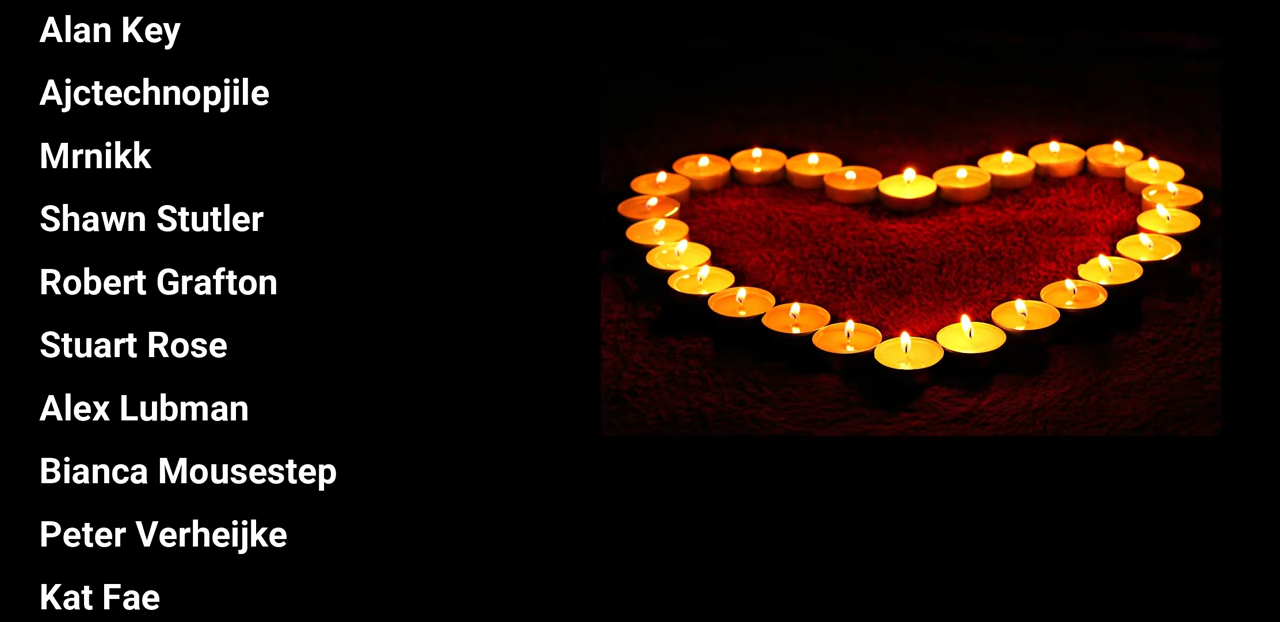 Alan Key
Ajctechnopjile
Mrnikk
Shawn Stutler
Robert Grafton
Stuart Rose
Alex Lubman
Bianca Mousestep
Peter Verheijke
Kat Fae